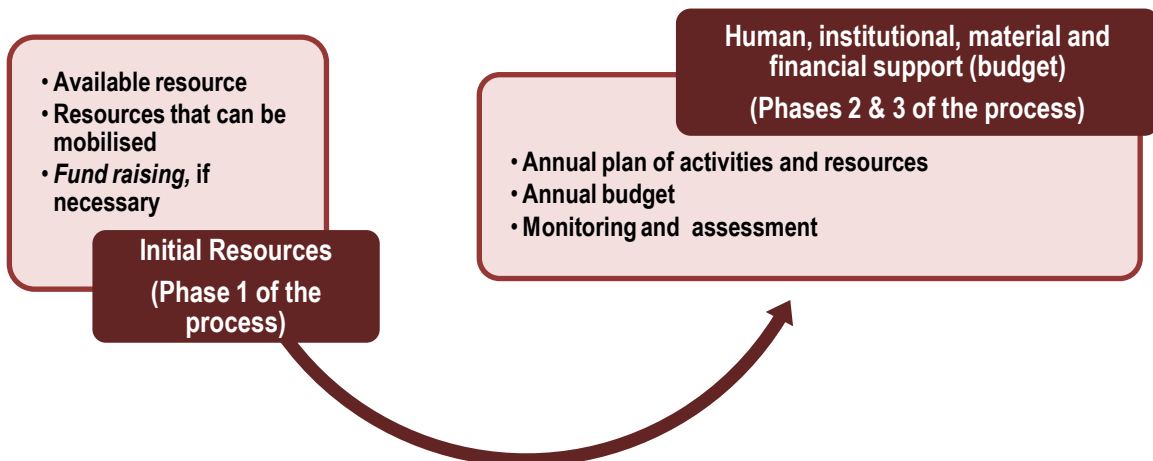 • Available resource
• Resources that can be
mobilised
• Fund raising, if
necessary
Initial Resources
(Phase 1 of the
process)
Human, institutional, material and
financial support (budget)
(Phases 2 & 3 of the process)
• Annual plan of activities and resources
• Annual budget
• Monitoring and assessment